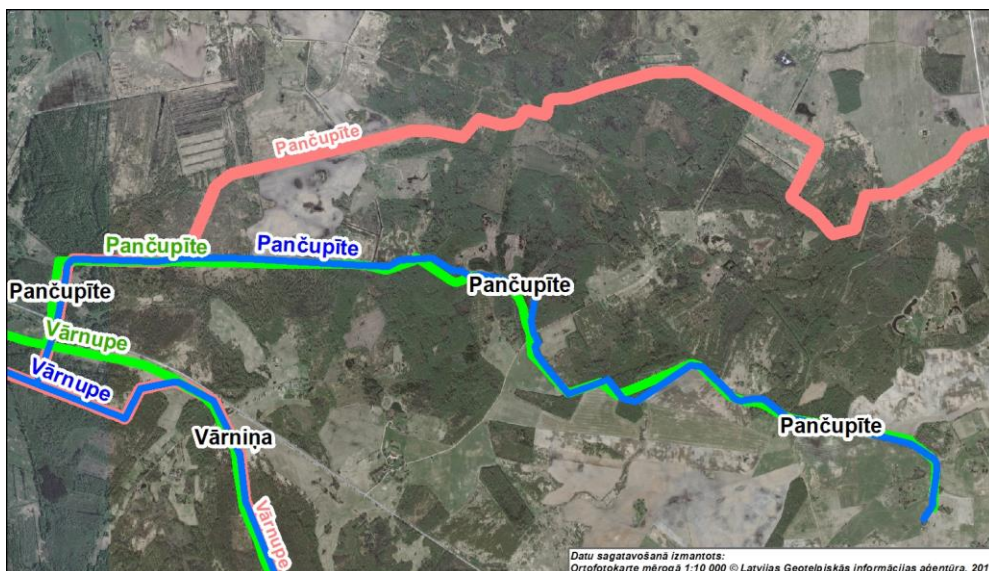 Pančupīte
Pančupīte
Pančupīte
Pančupīte
Pančupīte
Vārnupe
Vārnupe
Pančupīte
Vārniņa
Vārnupe
Datu sagatavošanā izmantots:
Ortofotokarte mērogā 1:10 000 © Latvijas Ģeotelpiskās informācijas aģentūra, 201